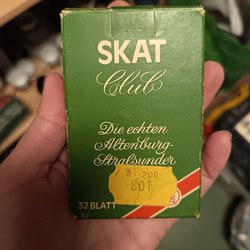 SKAT
Club
Die echten
Altenburg-
Stralsunder
32 BLATT